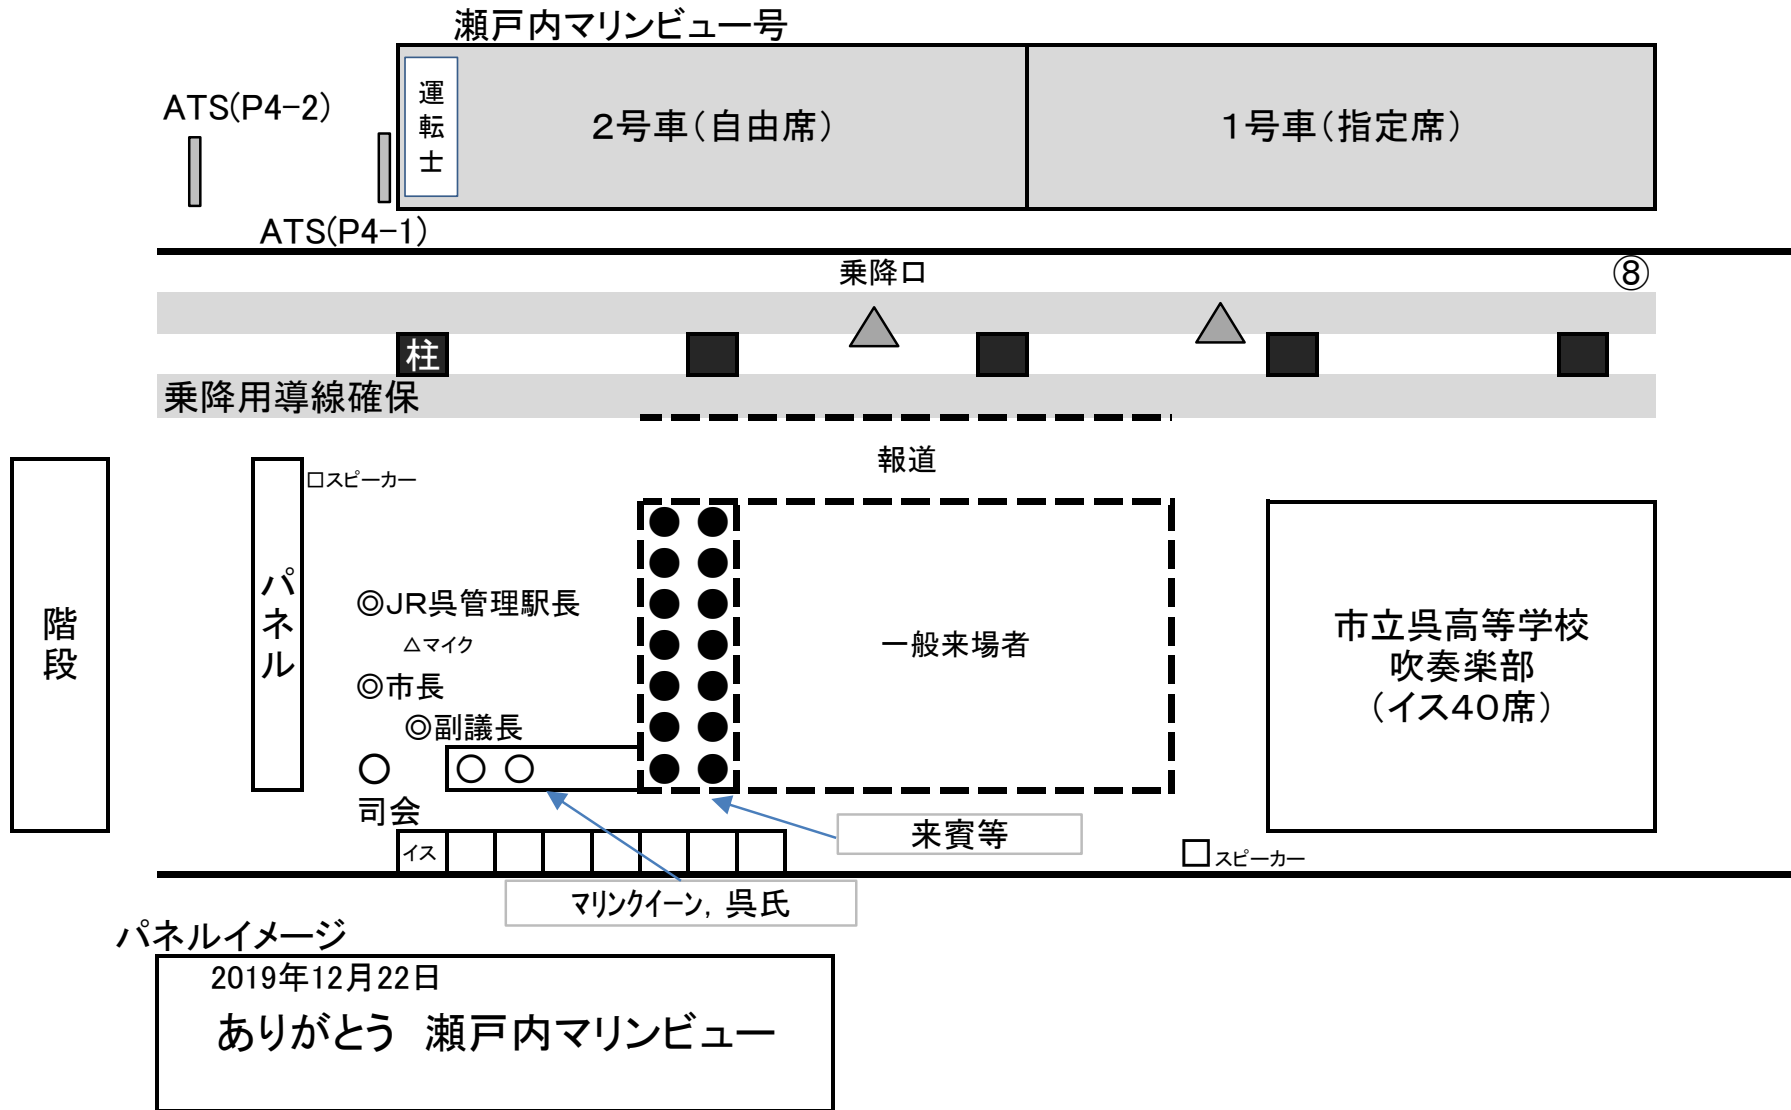 瀬戸内マリンビュー号
運転士
2号車(自由席)
1号車(指定席)
ATS(P4-2)
ATS(P4-1)
乗降口
⑧
柱
乗降用導線確保
報道
□スピーカー
階段
パネル
◎JR呉管理駅長
△マイク
◎市長
◎副議長
一般来場者
市立呉高等学校
吹奏楽部
(イス40席)
司会
来賓等
イス
□スピーカー
マリンクイーン,呉氏
パネルイメージ
2019年12月22日
ありがとう 瀬戸内マリンビュー